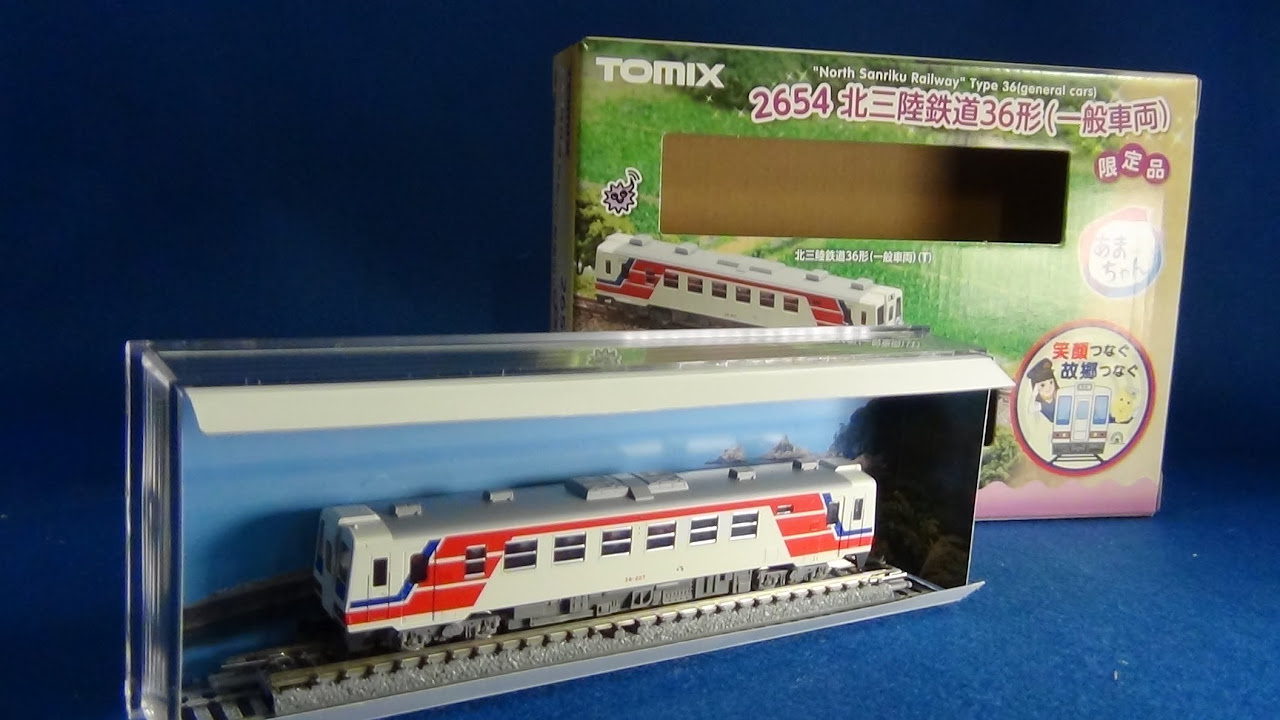 TOMIX
"North Sanriku Railway" Type 36(general cars)
2654 北三陸鉄道36形(一般車両)
限定品
北三陸鉄道36形(一般車両)(T)
あま
ちゃん
笑顔つなぐ
故郷つなぐ